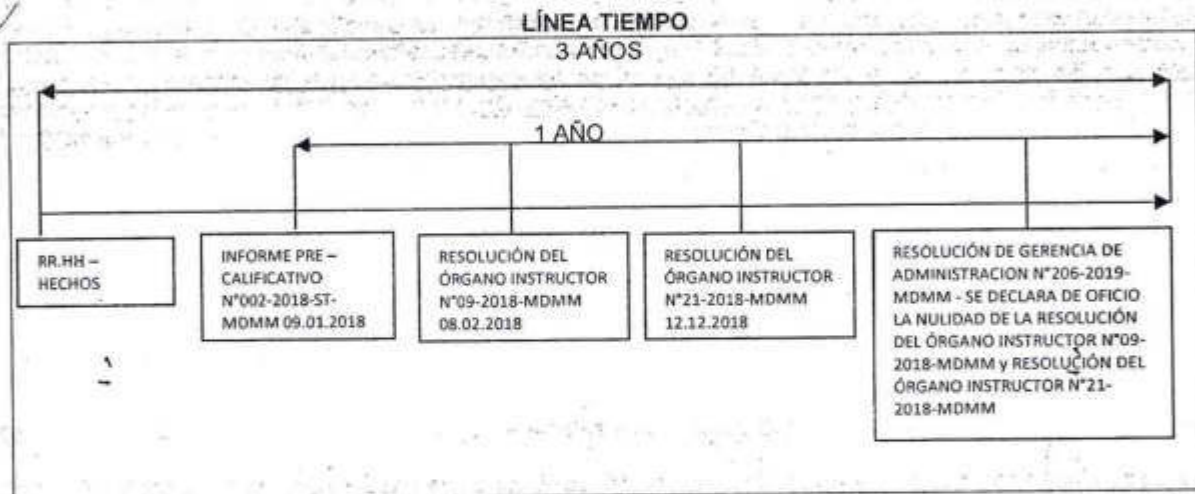 LÍNEA TIEMPO
3 AÑOS
1 AÑO
RR.HH –
HECHOS
INFORME PRE –
CALIFICATIVO
N°002-2018-ST-
MDMM 09.01.2018
RESOLUCIÓN DEL
ÓRGANO INSTRUCTOR
N°09-2018-MDMM
08.02.2018
RESOLUCIÓN DEL
ÓRGANO INSTRUCTOR
N°21-2018-MDMM
12.12.2018
RESOLUCIÓN DE GERENCIA DE
ADMINISTRACION N°206-2019-
MDMM - SE DECLARA DE OFICIO
LA NULIDAD DE LA RESOLUCIÓN
DEL ÓRGANO INSTRUCTOR N°09-
2018-MDMM y RESOLUCIÓN DEL
ÓRGANO INSTRUCTOR N°21-
2018-MDMM